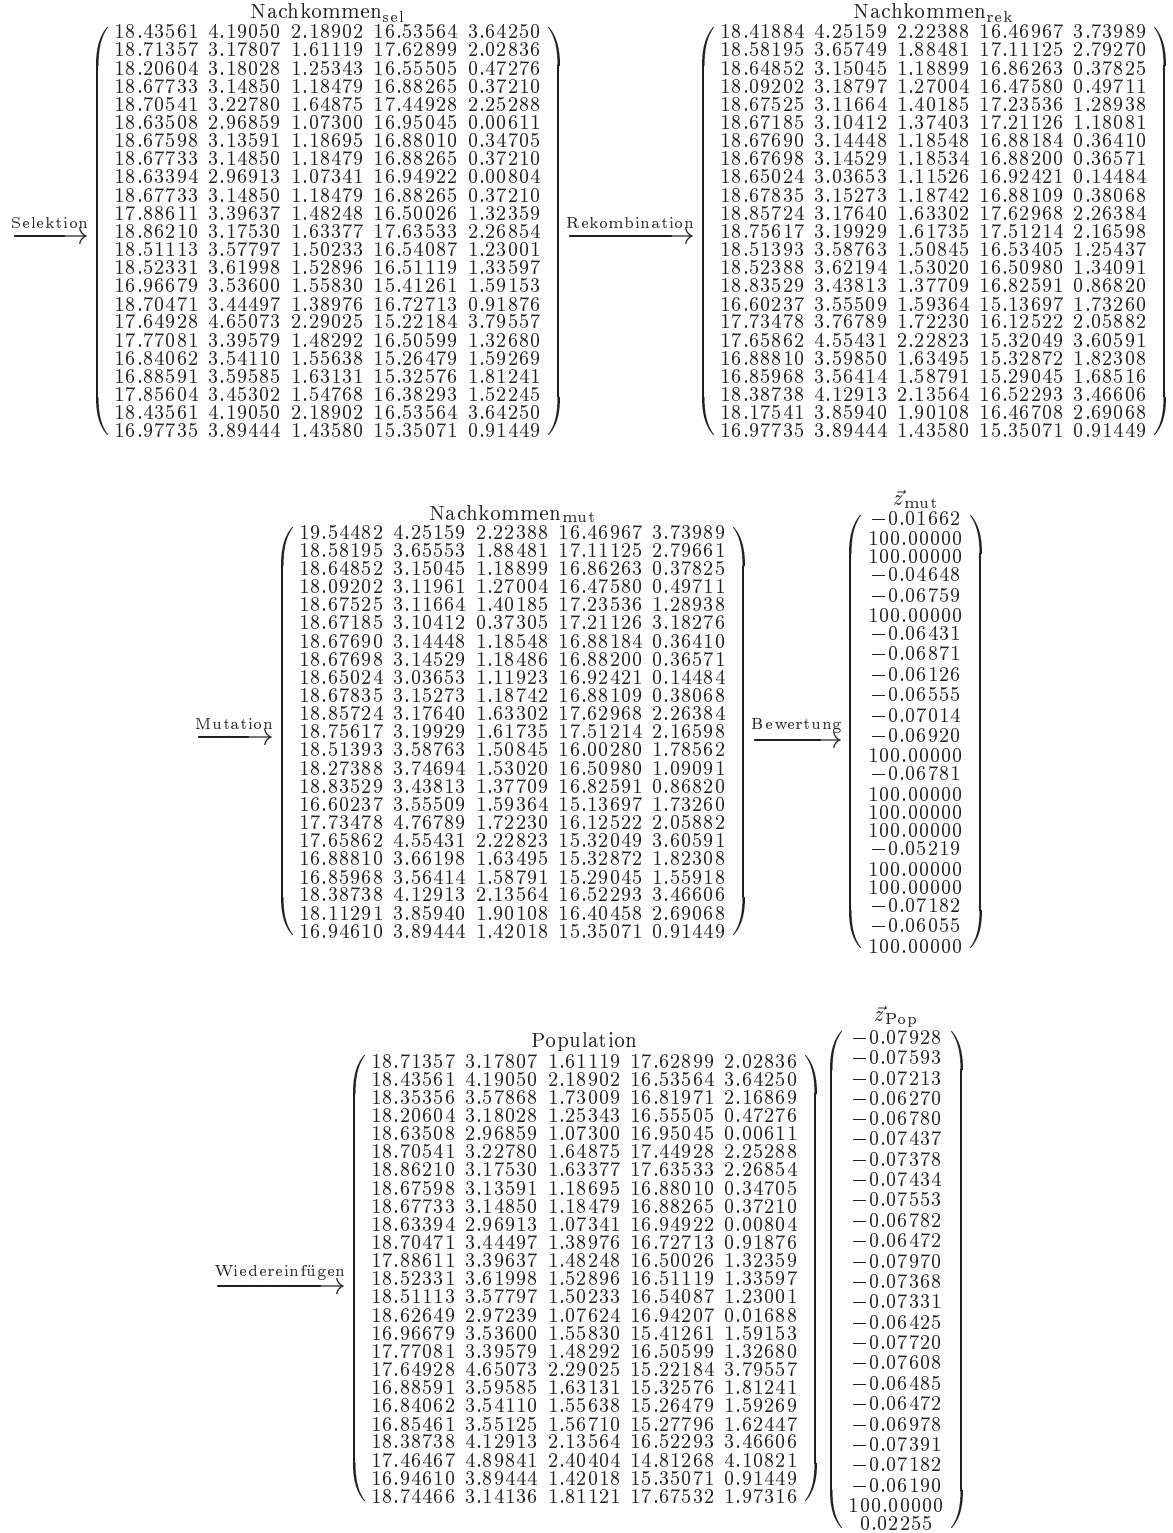 Nachkommen_sel
18.43561 4.19050 2.18902 16.53564 3.64250
18.71357 3.17807 1.61119 17.62899 2.02836
18.20604 3.18028 1.25343 16.55505 0.47276
18.67733 3.14850 1.18479 16.88265 0.37210
18.70541 3.22780 1.64875 17.44928 2.25288
18.63508 2.96859 1.07300 16.95045 0.00611
18.67598 3.13591 1.18695 16.88010 0.34705
18.67733 3.14850 1.18479 16.88265 0.37210
18.63394 2.96913 1.07341 16.94922 0.00804
18.67733 3.14850 1.18479 16.88265 0.37210
17.88611 3.39637 1.48248 16.50026 1.32359
Selektion
18.86210 3.17530 1.63377 17.63533 2.26854
18.51113 3.57797 1.50233 16.54087 1.23001
18.52331 3.61998 1.52896 16.51119 1.33597
16.96679 3.53600 1.55830 15.41261 1.59153
18.70471 3.44497 1.38976 16.72713 0.91876
17.64928 4.65073 2.29025 15.22184 3.79557
17.77081 3.39579 1.48292 16.50599 1.32680
16.84062 3.54110 1.55638 15.26479 1.59269
16.88591 3.59585 1.63131 15.32576 1.81241
17.85604 3.45302 1.54768 16.38293 1.52245
18.43561 4.19050 2.18902 16.53564 3.64250
16.97735 3.89444 1.43580 15.35071 0.91449
Rekombination
Nachkommen_rek
18.41884 4.25159 2.22388 16.46967 3.73989
18.58195 3.65749 1.88481 17.11125 2.79270
18.64852 3.15045 1.18899 16.86263 0.37825
18.09202 3.18797 1.27004 16.47580 0.49711
18.67525 3.11664 1.40185 17.23536 1.28938
18.67185 3.10412 1.37403 17.21126 1.18081
18.67690 3.14448 1.18548 16.88184 0.36410
18.67698 3.14529 1.18534 16.88200 0.36571
18.65024 3.03653 1.11526 16.92421 0.14484
18.67835 3.15273 1.18742 16.88109 0.38068
18.85724 3.17640 1.63302 17.62968 2.26384
18.75617 3.19929 1.61735 17.51214 2.16598
18.51393 3.58763 1.50845 16.53405 1.25437
18.52388 3.62194 1.53020 16.50980 1.34091
18.83529 3.43813 1.37709 16.82591 0.86820
16.60237 3.55509 1.59364 15.13697 1.73260
17.73478 3.76789 1.72230 16.12522 2.05882
17.65862 4.55431 2.22823 15.32049 3.60591
16.88810 3.59850 1.63495 15.32872 1.82308
16.85968 3.56414 1.58791 15.29045 1.68516
18.38738 4.12913 2.13564 16.52293 3.46606
18.17541 3.85940 1.90108 16.46708 2.69068
16.97735 3.89444 1.43580 15.35071 0.91449
Mutation
Nachkommen_mut
19.54482 4.25159 2.22388 16.46967 3.73989
18.58195 3.65553 1.88481 17.11125 2.79661
18.64852 3.15045 1.18899 16.86263 0.37825
18.09202 3.11961 1.27004 16.47580 0.49711
18.67525 3.11664 1.40185 17.23536 1.28938
18.67185 3.10412 0.37305 17.21126 3.18276
18.67690 3.14448 1.18548 16.88184 0.36410
18.67698 3.14529 1.18486 16.88200 0.36571
18.65024 3.03653 1.11923 16.92421 0.14484
18.67835 3.15273 1.18742 16.88109 0.38068
18.85724 3.17640 1.63302 17.62968 2.26384
18.75617 3.19929 1.61735 17.51214 2.16598
18.51393 3.58763 1.50845 16.00280 1.78562
18.27388 3.74694 1.53020 16.50980 1.09091
18.83529 3.43813 1.37709 16.82591 0.86820
16.60237 3.55509 1.59364 15.13697 1.73260
17.73478 4.76789 1.72230 16.12522 2.05882
17.65862 4.55431 2.22823 15.32049 3.60591
16.88810 3.66198 1.63495 15.32872 1.82308
16.85968 3.56414 1.58791 15.29045 1.55918
18.38738 4.12913 2.13564 16.52293 3.46606
18.11291 3.85940 1.90108 16.40458 2.69068
16.94610 3.89444 1.42018 15.35071 0.91449
Bewertung
z⃗_mut
−0.01662
100.00000
100.00000
−0.04648
−0.06759
100.00000
−0.06431
−0.06871
−0.06126
−0.06555
−0.07014
−0.06920
100.00000
−0.06781
100.00000
100.00000
100.00000
−0.05219
100.00000
100.00000
−0.07182
−0.06055
100.00000
Wiedereinfügen
Population
18.71357 3.17807 1.61119 17.62899 2.02836
18.43561 4.19050 2.18902 16.53564 3.64250
18.35356 3.57868 1.73009 16.81971 2.16869
18.20604 3.18028 1.25343 16.55505 0.47276
18.63508 2.96859 1.07300 16.95045 0.00611
18.70541 3.22780 1.64875 17.44928 2.25288
18.86210 3.17530 1.63377 17.63533 2.26854
18.67598 3.13591 1.18695 16.88010 0.34705
18.67733 3.14850 1.18479 16.88265 0.37210
18.63394 2.96913 1.07341 16.94922 0.00804
18.70471 3.44497 1.38976 16.72713 0.91876
17.88611 3.39637 1.48248 16.50026 1.32359
18.52331 3.61998 1.52896 16.51119 1.33597
18.51113 3.57797 1.50233 16.54087 1.23001
18.62649 2.97239 1.07624 16.94207 0.01688
16.96679 3.53600 1.55830 15.41261 1.59153
17.77081 3.39579 1.48292 16.50599 1.32680
17.64928 4.65073 2.29025 15.22184 3.79557
16.88591 3.59585 1.63131 15.32576 1.81241
16.84062 3.54110 1.55638 15.26479 1.59269
16.85461 3.55125 1.56710 15.27796 1.62447
18.38738 4.12913 2.13564 16.52293 3.46606
17.46467 4.89841 2.40404 14.81268 4.10821
16.94610 3.89444 1.42018 15.35071 0.91449
18.74466 3.14136 1.81121 17.67532 1.97316
z⃗_Pop
−0.07928
−0.07593
−0.07213
−0.06270
−0.06780
−0.07437
−0.07378
−0.07434
−0.07553
−0.06782
−0.06472
−0.07970
−0.07368
−0.07331
−0.06425
−0.07720
−0.07608
−0.06485
−0.06472
−0.06978
−0.07391
−0.07182
−0.06190
100.00000
0.02255